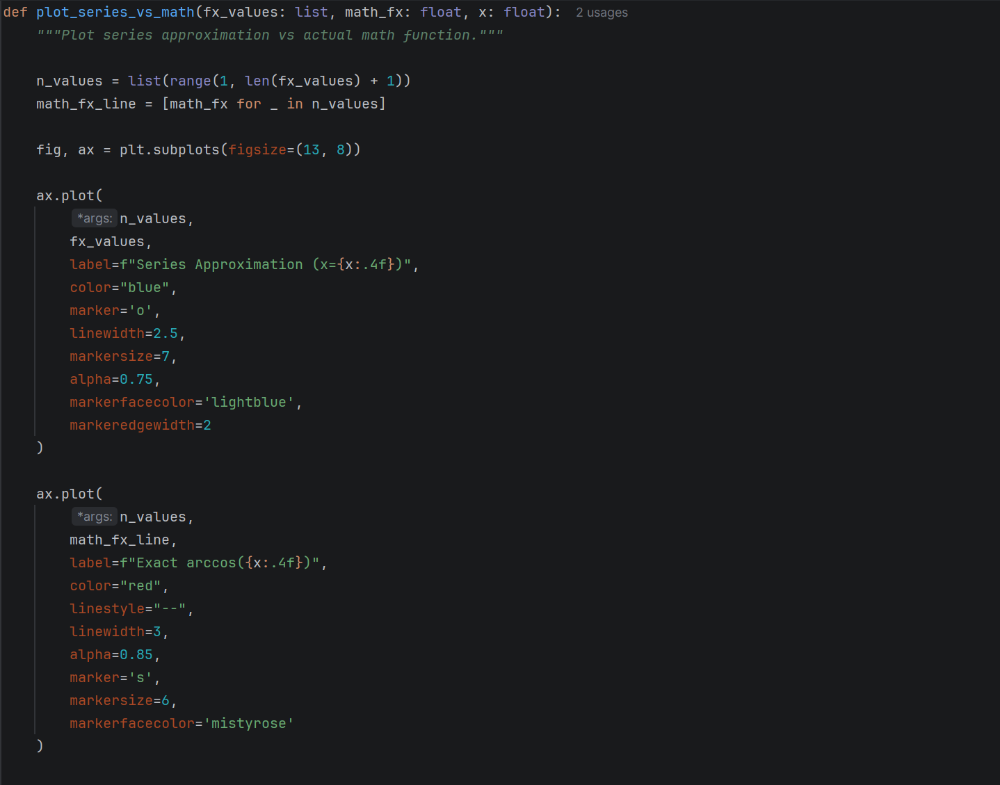 def plot_series_vs_math(fx_values: list, math_fx: float, x: float):  2 usages
    """Plot series approximation vs actual math function."""
    n_values = list(range(1, len(fx_values) + 1))
    math_fx_line = [math_fx for _ in n_values]
    fig, ax = plt.subplots(figsize=(13, 8))
    ax.plot(
        *args: n_values,
        fx_values,
        label=f"Series Approximation (x={x:.4f})",
        color="blue",
        marker='o',
        linewidth=2.5,
        markersize=7,
        alpha=0.75,
        markerfacecolor='lightblue',
        markeredgewidth=2
    )
    ax.plot(
        *args: n_values,
        math_fx_line,
        label=f"Exact arccos({x:.4f})",
        color="red",
        linestyle="--",
        linewidth=3,
        alpha=0.85,
        marker='s',
        markersize=6,
        markerfacecolor='mistyrose'
    )